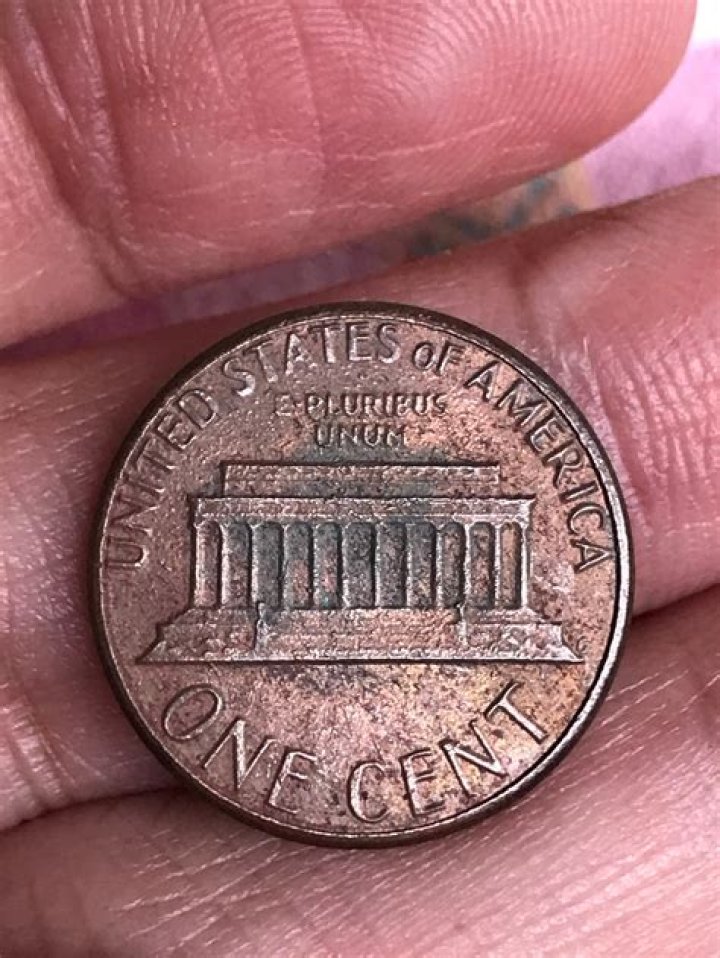 UNITED STATES OF AMERICA
E·PLURIBUS
UNUM
ONE CENT